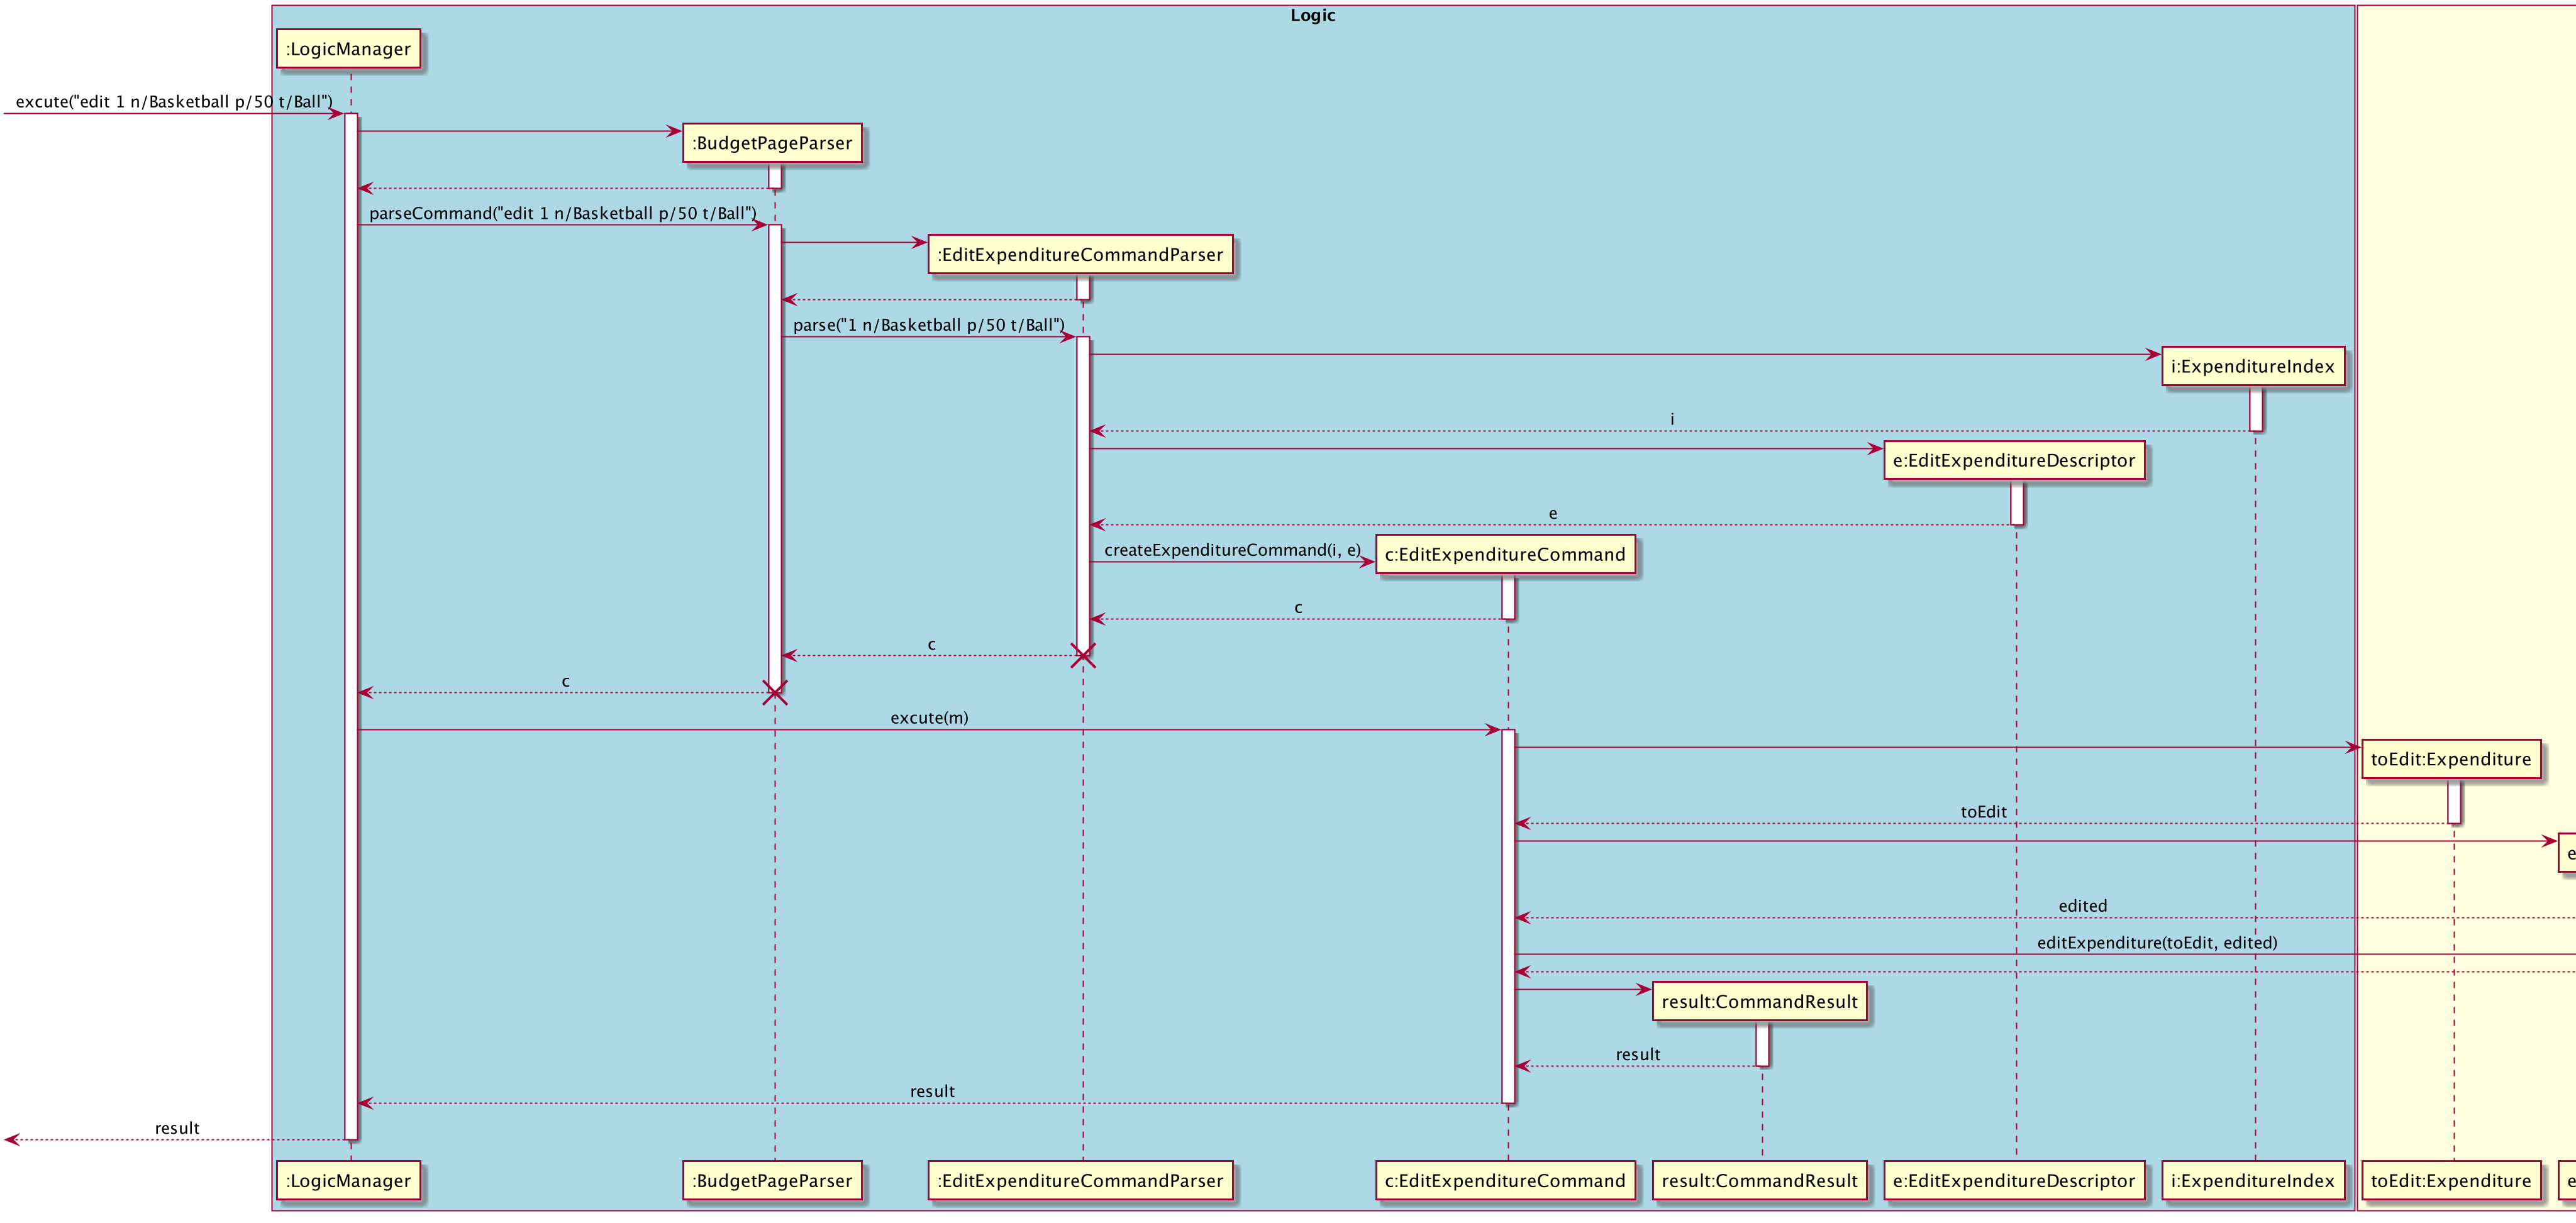 Logic
:LogicManager
excute("edit 1 n/Basketball p/50 t/Ball")
:BudgetPageParser
parseCommand("edit 1 n/Basketball p/50 t/Ball")
:EditExpenditureCommandParser
parse("1 n/Basketball p/50 t/Ball")
i:ExpenditureIndex
i
e:EditExpenditureDescriptor
e
createExpenditureCommand(i, e)
c:EditExpenditureCommand
c
c
c
excute(m)
toEdit:Expenditure
toEdit
e
edited
editExpenditure(toEdit, edited)
result:CommandResult
result
result
result
:LogicManager
:BudgetPageParser
:EditExpenditureCommandParser
c:EditExpenditureCommand
result:CommandResult
e:EditExpenditureDescriptor
i:ExpenditureIndex
toEdit:Expenditure
e